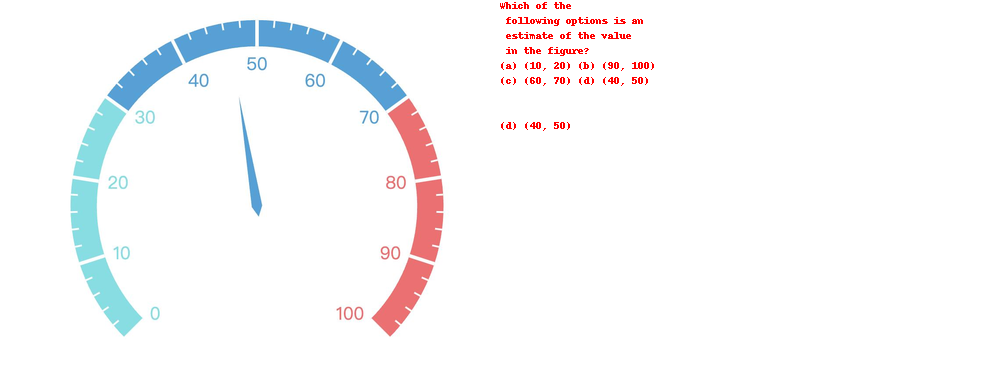 50
40
60
30
70
20
80
10
90
0
100
Which of the
following options is an
estimate of the value
in the figure?
(a) (10, 20) (b) (90, 100)
(c) (60, 70) (d) (40, 50)
(d) (40, 50)